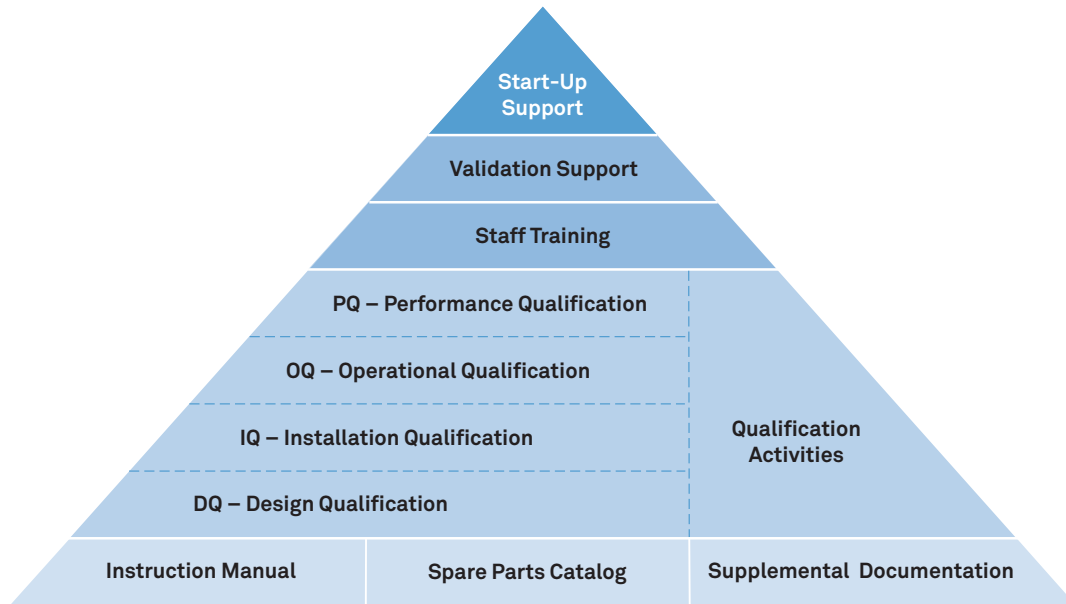 Start-Up
Support
Validation Support
Staff Training
PQ – Performance Qualification
OQ – Operational Qualification
IQ – Installation Qualification
DQ – Design Qualification
Qualification
Activities
Instruction Manual
Spare Parts Catalog
Supplemental Documentation